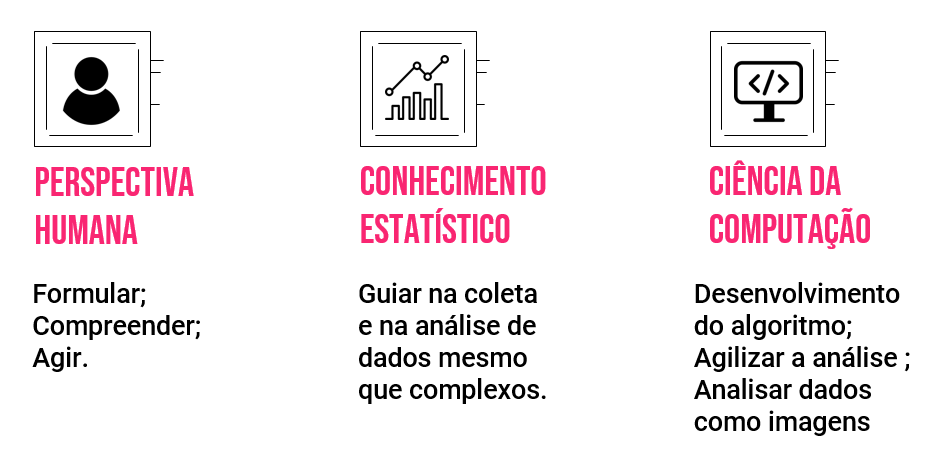 PERSPECTIVA
HUMANA
Formular;
Compreender;
Agir.
CONHECIMENTO
ESTATÍSTICO
Guiar na coleta
e na análise de
dados mesmo
que complexos.
CIÊNCIA DA
COMPUTAÇÃO
Desenvolvimento
do algoritmo;
Agilizar a análise ;
Analisar dados
como imagens